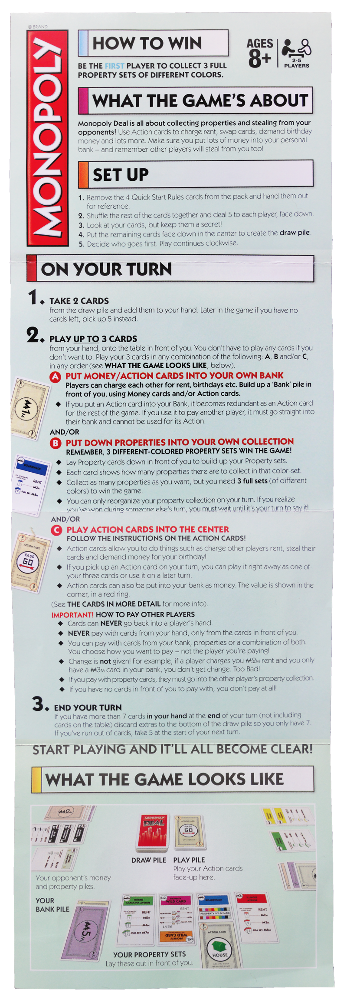 © BRAND
MONOPOLY
HOW TO WIN
AGES
8+
2-5
PLAYERS
BE THE FIRST PLAYER TO COLLECT 3 FULL
PROPERTY SETS OF DIFFERENT COLORS.
WHAT THE GAME'S ABOUT
Monopoly Deal is all about collecting properties and stealing from your
opponents! Use Action cards to charge rent, swap cards, demand birthday
money and lots more. Make sure you put lots of money into your personal
bank – and remember other players will steal from you too!
SET UP
1. Remove the 4 Quick Start Rules cards from the pack and hand them out
for reference.
2. Shuffle the rest of the cards together and deal 5 to each player, face down.
3. Look at your cards, but keep them a secret!
4. Put the remaining cards face down in the center to create the draw pile.
5. Decide who goes first. Play continues clockwise.
ON YOUR TURN
1. TAKE 2 CARDS
from the draw pile and add them to your hand. Later in the game if you have no
cards left, pick up 5 instead.
2. PLAY UP TO 3 CARDS
from your hand, onto the table in front of you. You don't have to play any cards if you
don't want to. Play your 3 cards in any combination of the following: A, B and/or C,
in any order (see WHAT THE GAME LOOKS LIKE, below).
A PUT MONEY/ACTION CARDS INTO YOUR OWN BANK
Players can charge each other for rent, birthdays etc. Build up a 'Bank' pile in
front of you, using Money cards and/or Action cards.
◆ If you put an Action card into your Bank, it becomes redundant as an Action card
for the rest of the game. If you use it to pay another player, it must go straight into
their bank and cannot be used for its Action.
₩1M
AND/OR
B PUT DOWN PROPERTIES INTO YOUR OWN COLLECTION
REMEMBER, 3 DIFFERENT-COLORED PROPERTY SETS WIN THE GAME!
◆ Lay Property cards down in front of you to build up your Property sets.
◆ Each card shows how many properties there are to collect in that color-set.
◆ Collect as many properties as you want, but you need 3 full sets (of different
colors) to win the game.
◆ You can only reorganize your property collection on your turn. If you realize
you've won during someone else's turn, you must wait until it's your turn to say it!
BOARDWALK
RENT
1 ₩3M
2 FULL SET ₩8M
AND/OR
C PLAY ACTION CARDS INTO THE CENTER
FOLLOW THE INSTRUCTIONS ON THE ACTION CARDS!
◆ Action cards allow you to do things such as charge other players rent, steal their
cards and demand money for your birthday!
◆ If you pick up an Action card on your turn, you can play it right away as one of
your three cards or use it on a later turn.
◆ Action cards can also be put into your bank as money. The value is shown in the
corner, in a red ring.
ACTION CARD
PASS
GO
(See THE CARDS IN MORE DETAIL for more info).
IMPORTANT! HOW TO PAY OTHER PLAYERS
◆ Cards can NEVER go back into a player's hand.
◆ NEVER pay with cards from your hand, only from the cards in front of you.
◆ You can pay with cards from your bank, properties or a combination of both.
You choose how you want to pay – not the player you're paying!
◆ Change is not given! For example, if a player charges you ₩2M rent and you only
have a ₩3M card in your bank, you don't get change. Too Bad!
◆ If you pay with property cards, they must go into the other player's property collection.
◆ If you have no cards in front of you to pay with, you don't pay at all!
3. END YOUR TURN
If you have more than 7 cards in your hand at the end of your turn (not including
cards on the table) discard extras to the bottom of the draw pile so you only have 7.
If you've run out of cards, take 5 at the start of your next turn.
START PLAYING AND IT'LL ALL BECOME CLEAR!
WHAT THE GAME LOOKS LIKE
₩2M
MONOPOLY
DEAL
ACTION CARD
PASS
GO
DRAW PILE
PLAY PILE
Play your Action cards
face-up here.
Your opponent's money
and property piles.
YOUR
BANK PILE
₩5M
NORTH
CAROLINA AVENUE
RENT
1 ₩2M
2 ₩4M
3 FULL SET ₩7M
PROPERTY
WILD CARD
RENT
RENT
PROPERTY
WILD CARD
BOARDWALK
PROPERTY WILD CARD
ACTION CARD
HOUSE
ILLINOIS
AVENUE
RENT
1 ₩2M
2 ₩3M
3 FULL SET ₩6M
YOUR PROPERTY SETS
Lay these out in front of you.